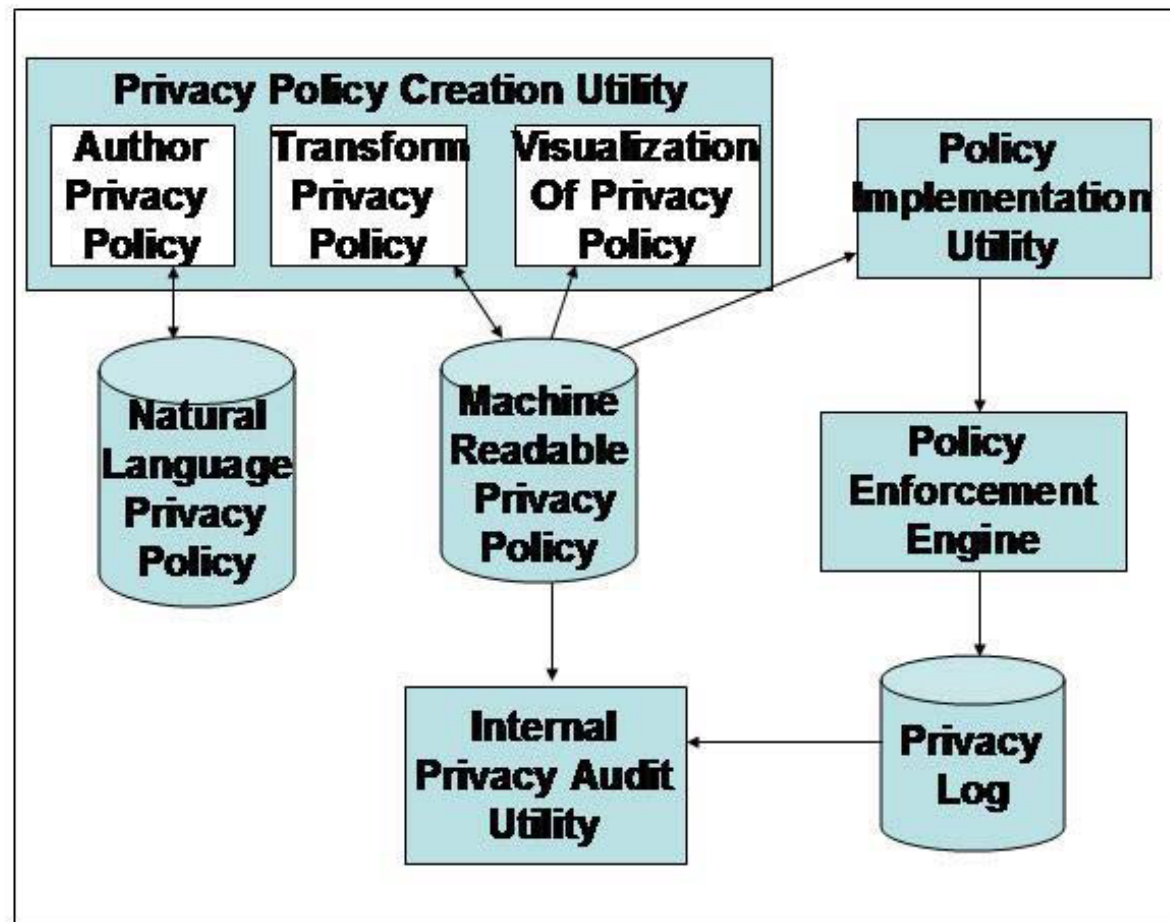 Privacy Policy Creation Utility
Author
Privacy
Policy
Transform
Privacy
Policy
Visualization
Of Privacy
Policy
Policy
Implementation
Utility
Natural
Language
Privacy
Policy
Machine
Readable
Privacy
Policy
Policy
Enforcement
Engine
Internal
Privacy Audit
Utility
Privacy
Log